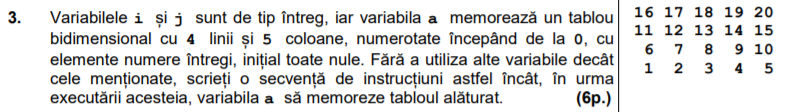 3. Variabilele i și j sunt de tip întreg, iar variabila a memorează un tablou
bidimensional cu 4 linii și 5 coloane, numerotate începând de la 0, cu
elemente numere întregi, inițial toate nule. Fără a utiliza alte variabile decât
cele menționate, scrieți o secvență de instrucțiuni astfel încât, în urma
executării acesteia, variabila a să memoreze tabloul alăturat. (6p.)
16 17 18 19 20
11 12 13 14 15
6 7 8 9 10
1 2 3 4 5